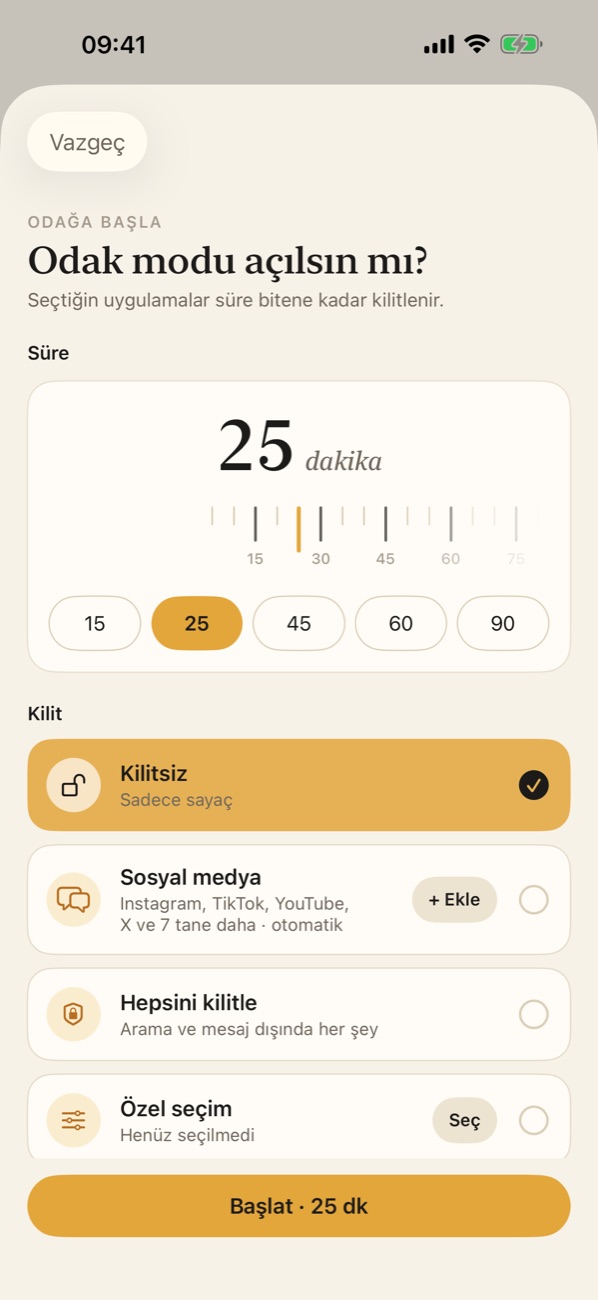 09:41
Vazgeç
ODAĞA BAŞLA
Odak modu açılsın mı?
Seçtiğin uygulamalar süre bitene kadar kilitlenir.
Süre
25 dakika
15 30 45 60 75
15 25 45 60 90
Kilit
Kilitsiz
Sadece sayaç
Sosyal medya
Instagram, TikTok, YouTube,
X ve 7 tane daha · otomatik
+ Ekle
Hepsini kilitle
Arama ve mesaj dışında her şey
Özel seçim
Henüz seçilmedi
Seç
Başlat · 25 dk